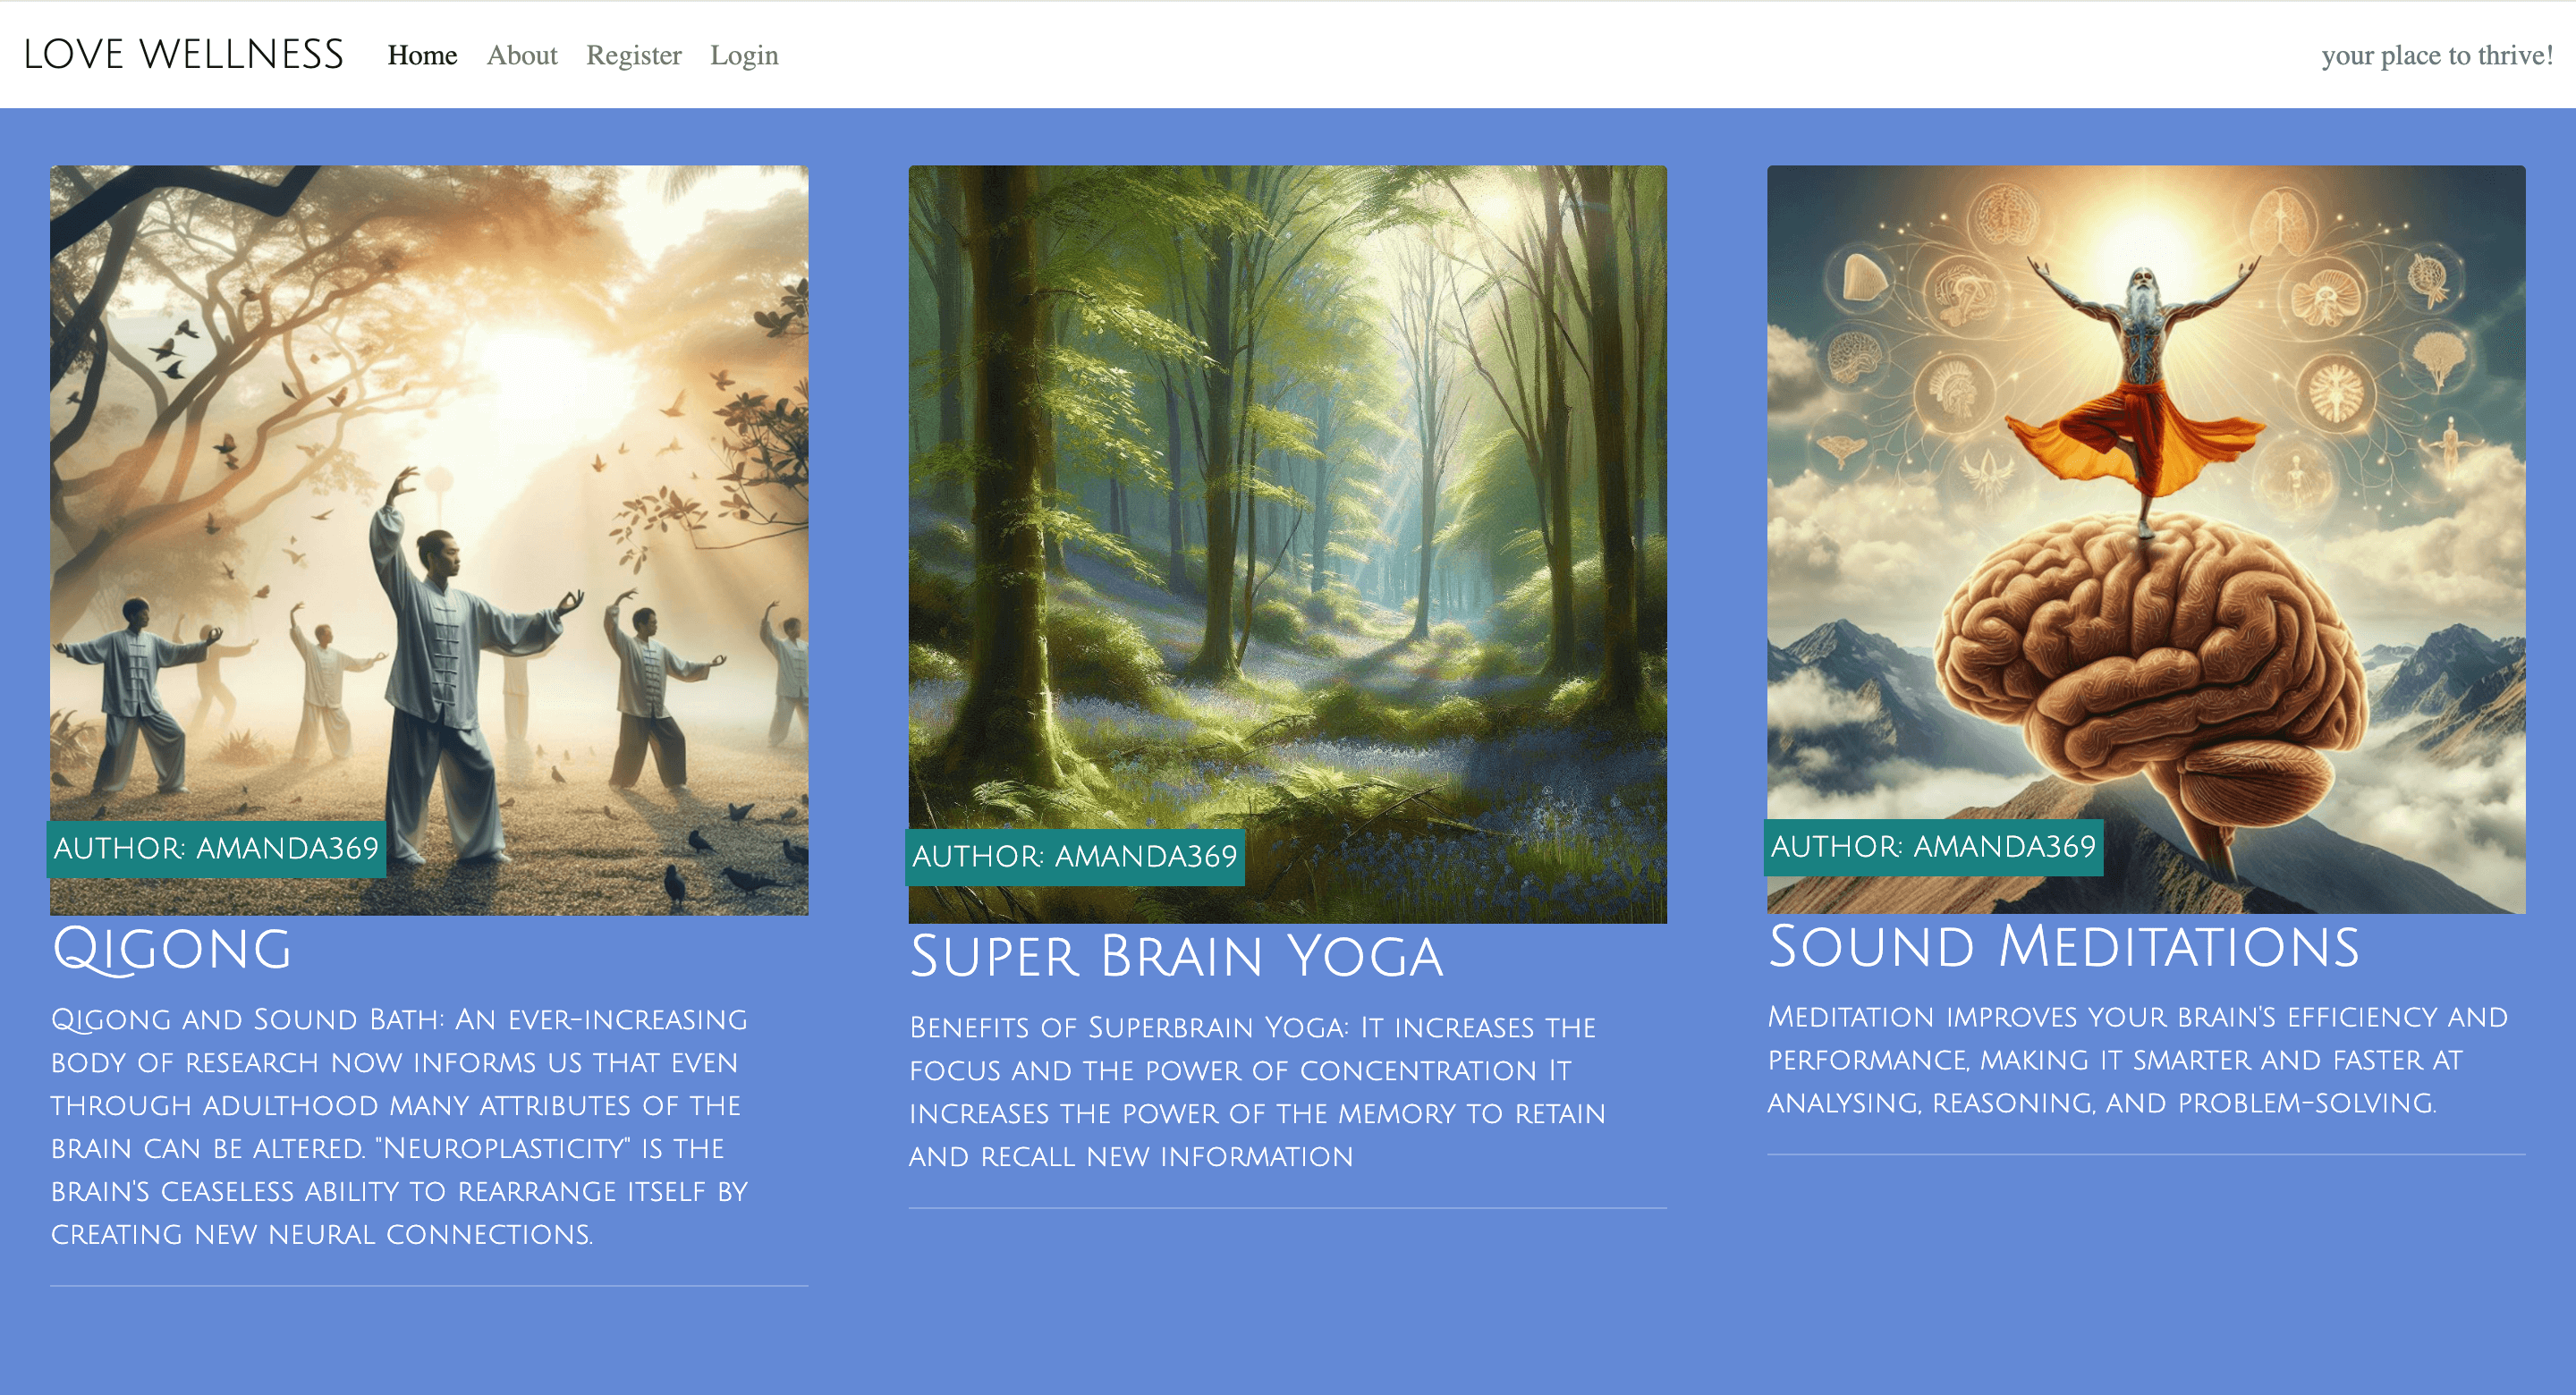 LOVE WELLNESS
Home About Register Login
your place to thrive!
AUTHOR: AMANDA369
Qigong
Qigong and Sound Bath: An ever-increasing
body of research now informs us that even
through adulthood many attributes of the
brain can be altered. "Neuroplasticity" is the
brain's ceaseless ability to rearrange itself by
creating new neural connections.
AUTHOR: AMANDA369
Super Brain Yoga
Benefits of Superbrain Yoga: It increases the
focus and the power of concentration It
increases the power of the memory to retain
and recall new information
AUTHOR: AMANDA369
Sound Meditations
Meditation improves your brain's efficiency and
performance, making it smarter and faster at
analysing, reasoning, and problem-solving.